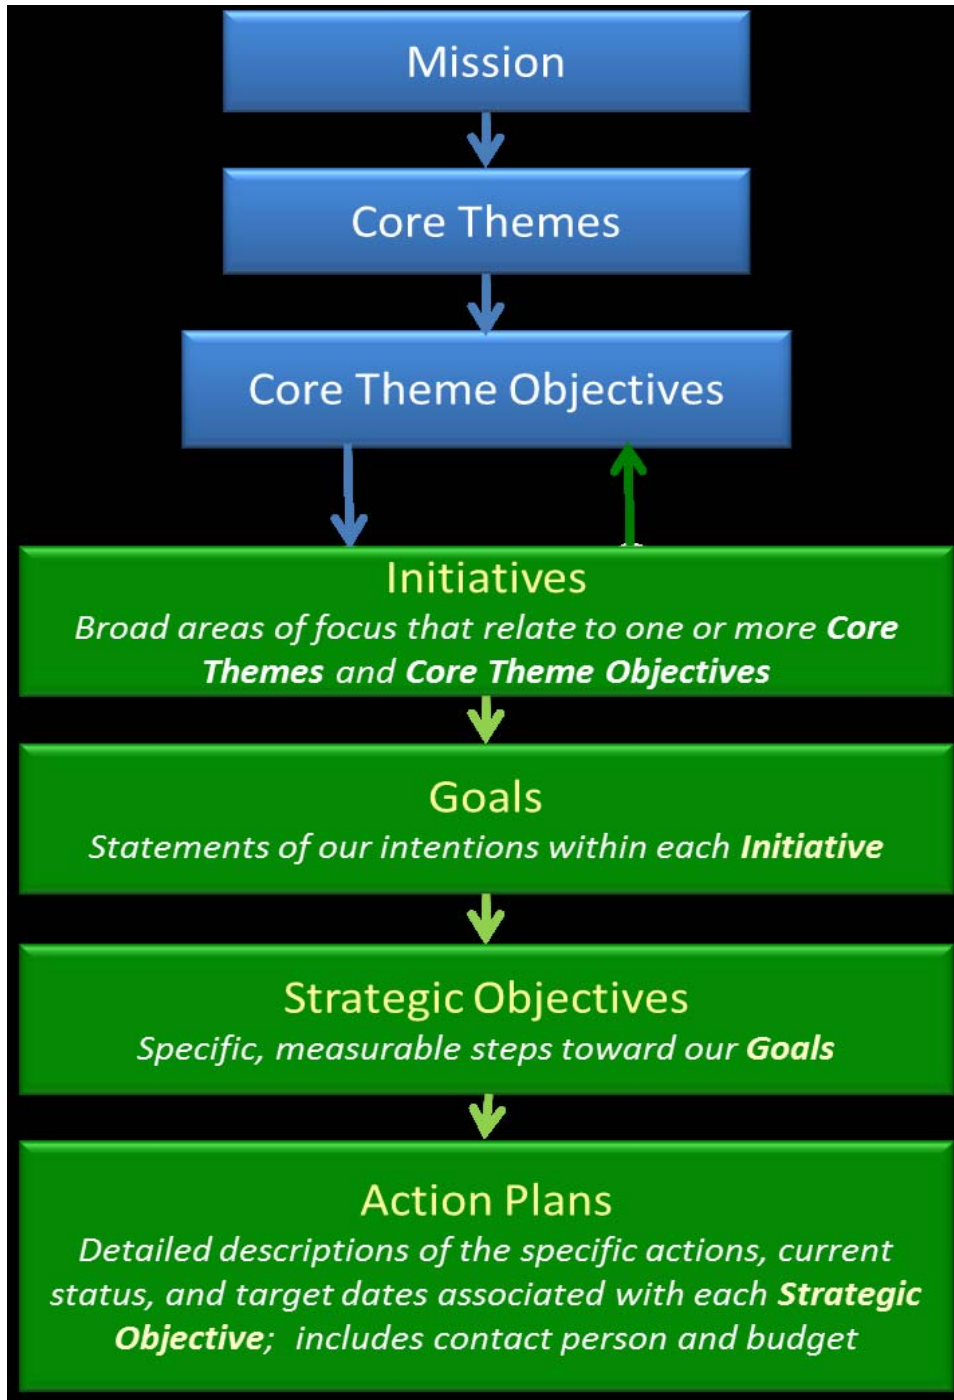 Mission
Core Themes
Core Theme Objectives
Initiatives
Broad areas of focus that relate to one or more Core
Themes and Core Theme Objectives
Goals
Statements of our intentions within each Initiative
Strategic Objectives
Specific, measurable steps toward our Goals
Action Plans
Detailed descriptions of the specific actions, current
status, and target dates associated with each Strategic
Objective; includes contact person and budget